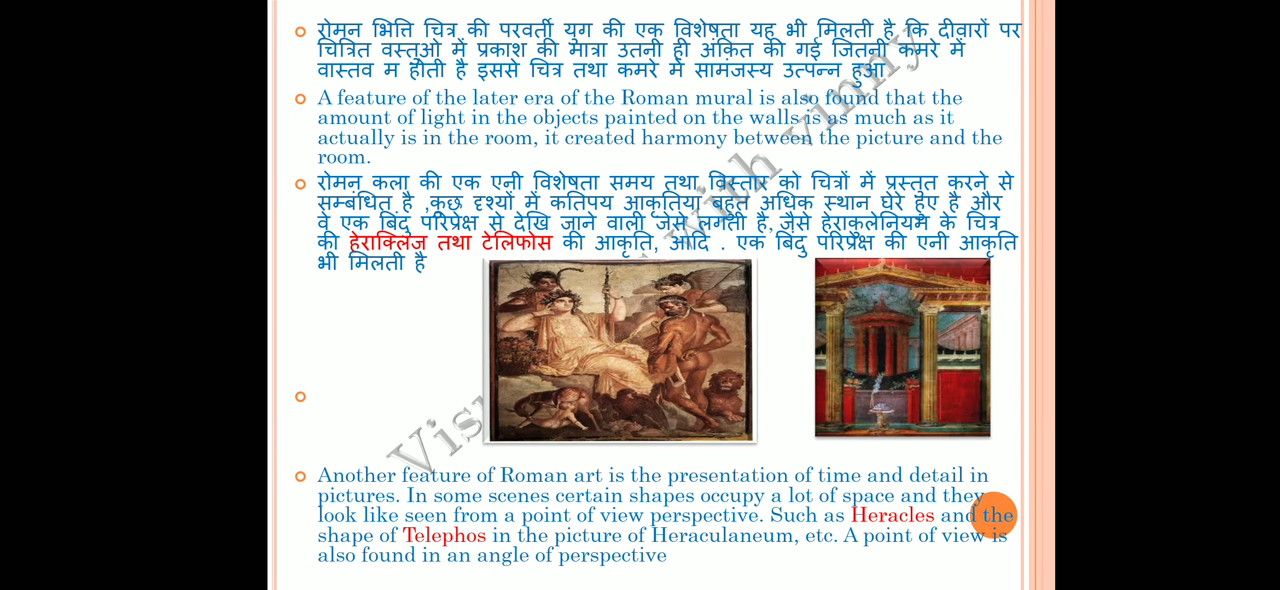 रोमन भित्ति चित्र की परवर्ती युग की एक विशेषता यह भी मिलती है कि दीवारों पर
चित्रित वस्तुओ में प्रकाश की मात्रा उतनी ही अंकित की गई जितनी कमरे में
वास्तव म होती है इससे चित्र तथा कमरे में सामंजस्य उत्पन्न हुआ
A feature of the later era of the Roman mural is also found that the
amount of light in the objects painted on the walls is as much as it
actually is in the room, it created harmony between the picture and the
room.
रोमन कला की एक एनी विशेषता समय तथा विस्तार को चित्रों में प्रस्तुत करने से
सम्बंधित है ,कुछ दृश्यों में कतिपय आकृतिया बहुत अधिक स्थान घेरे हुए है और
वे एक बिंदु परिप्रेक्ष से देखि जाने वाली जेसे लगती है, जैसे हेराकुलेनियम के चित्र
की हेराक्लिज तथा टेलिफोस की आकृति, आदि . एक बिंदु परिप्रेक्ष की एनी आकृति
भी मिलती है
Another feature of Roman art is the presentation of time and detail in
pictures. In some scenes certain shapes occupy a lot of space and they
look like seen from a point of view perspective. Such as Heracles and the
shape of Telephos in the picture of Heraculaneum, etc. A point of view is
also found in an angle of perspective
with vinny